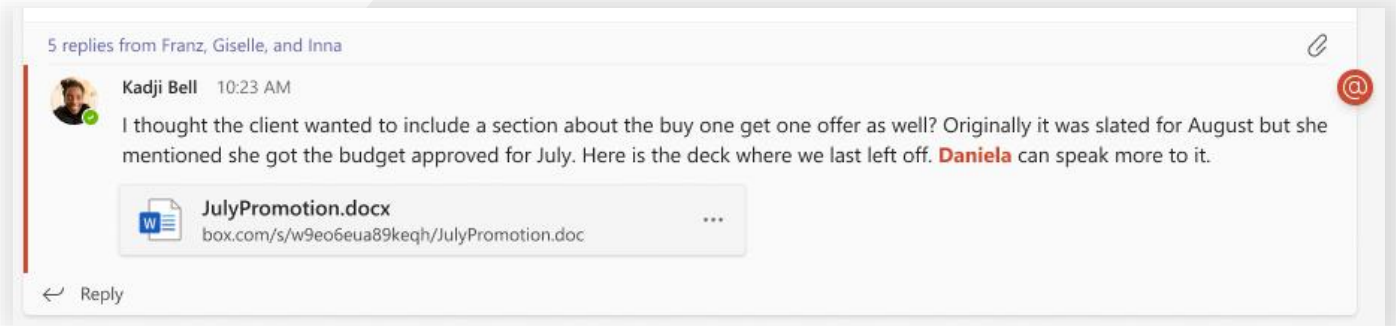 5 replies from Franz, Giselle, and Inna
Kadji Bell 10:23 AM
@
I thought the client wanted to include a section about the buy one get one offer as well? Originally it was slated for August but she
mentioned she got the budget approved for July. Here is the deck where we last left off. Daniela can speak more to it.
W
JulyPromotion.docx
box.com/s/w9eo6eua89keqh/JulyPromotion.doc
Reply